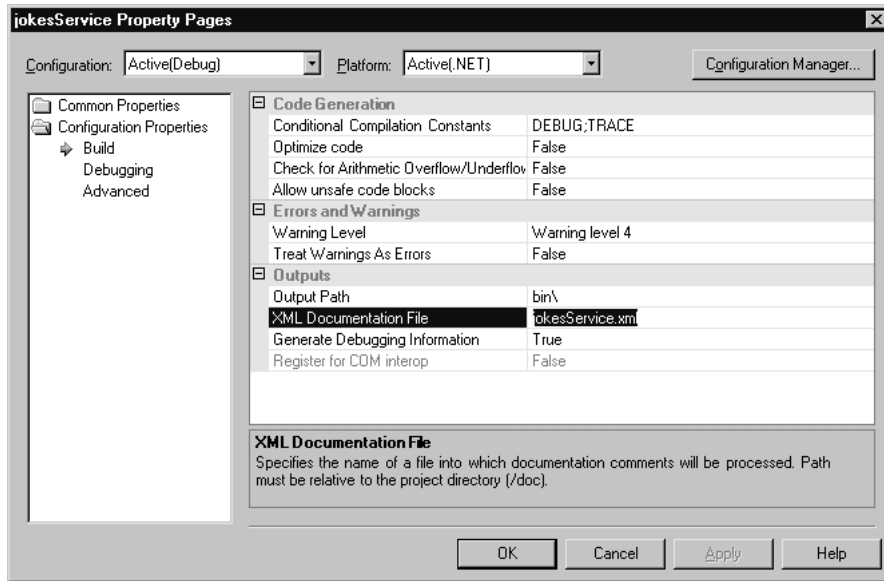 jokesService Property Pages
Configuration: Active(Debug) Platform: Active(.NET) Configuration Manager...
Common Properties
Configuration Properties
Build
Debugging
Advanced
Code Generation
Conditional Compilation Constants DEBUG;TRACE
Optimize code False
Check for Arithmetic Overflow/Underflow False
Allow unsafe code blocks False
Errors and Warnings
Warning Level Warning level 4
Treat Warnings As Errors False
Outputs
Output Path bin\
XML Documentation File jokesService.xml
Generate Debugging Information True
Register for COM interop False
XML Documentation File
Specifies the name of a file into which documentation comments will be processed. Path
must be relative to the project directory (/doc).
OK Cancel Apply Help